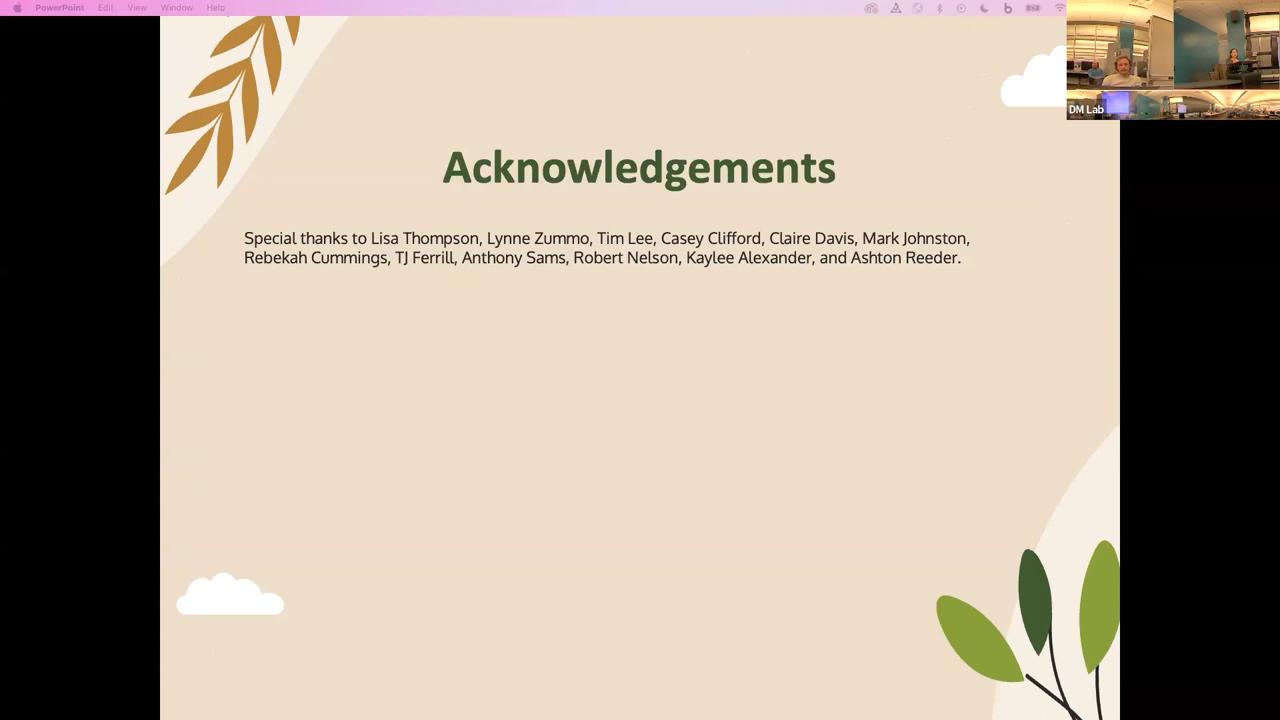 PowerPoint Edit View Window Help
DM Lab
Acknowledgements
Special thanks to Lisa Thompson, Lynne Zummo, Tim Lee, Casey Clifford, Claire Davis, Mark Johnston,
Rebekah Cummings, TJ Ferrill, Anthony Sams, Robert Nelson, Kaylee Alexander, and Ashton Reeder.